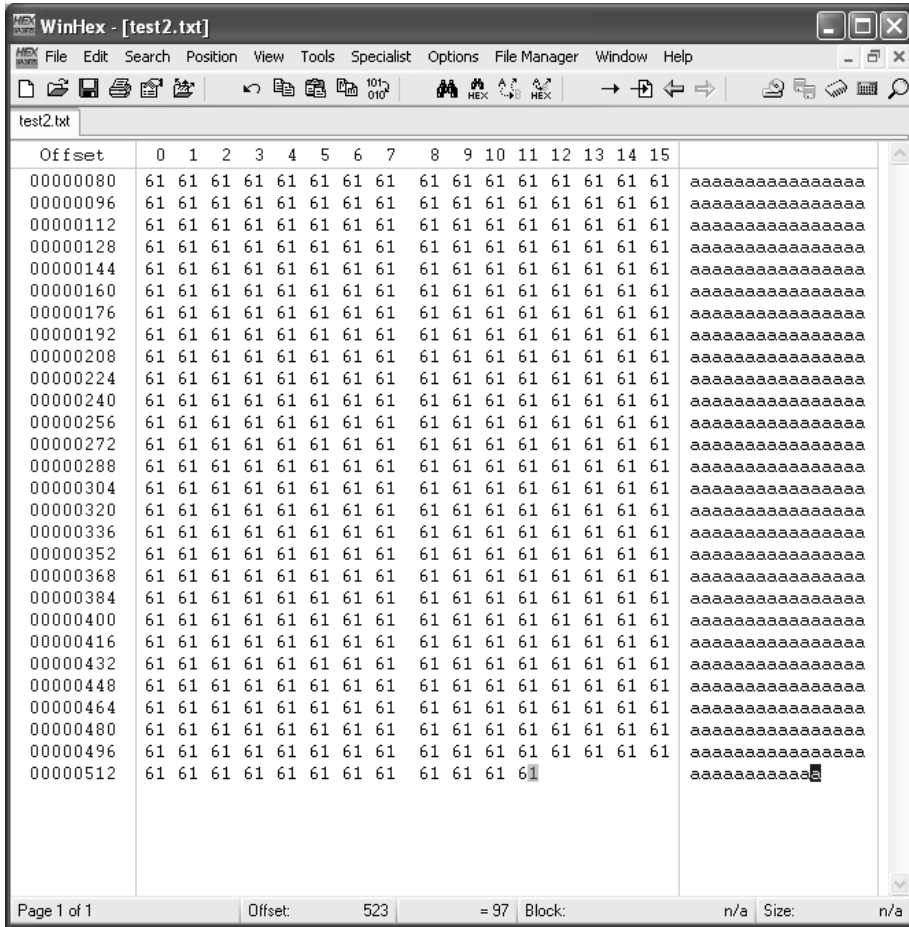 WinHex - [test2.txt]
File Edit Search Position View Tools Specialist Options File Manager Window Help
test2.txt
Offset 0 1 2 3 4 5 6 7 8 9 10 11 12 13 14 15
00000080 61 61 61 61 61 61 61 61 61 61 61 61 61 61 61 61 aaaaaaaaaaaaaaaa
00000096 61 61 61 61 61 61 61 61 61 61 61 61 61 61 61 61 aaaaaaaaaaaaaaaa
00000112 61 61 61 61 61 61 61 61 61 61 61 61 61 61 61 61 aaaaaaaaaaaaaaaa
00000128 61 61 61 61 61 61 61 61 61 61 61 61 61 61 61 61 aaaaaaaaaaaaaaaa
00000144 61 61 61 61 61 61 61 61 61 61 61 61 61 61 61 61 aaaaaaaaaaaaaaaa
00000160 61 61 61 61 61 61 61 61 61 61 61 61 61 61 61 61 aaaaaaaaaaaaaaaa
00000176 61 61 61 61 61 61 61 61 61 61 61 61 61 61 61 61 aaaaaaaaaaaaaaaa
00000192 61 61 61 61 61 61 61 61 61 61 61 61 61 61 61 61 aaaaaaaaaaaaaaaa
00000208 61 61 61 61 61 61 61 61 61 61 61 61 61 61 61 61 aaaaaaaaaaaaaaaa
00000224 61 61 61 61 61 61 61 61 61 61 61 61 61 61 61 61 aaaaaaaaaaaaaaaa
00000240 61 61 61 61 61 61 61 61 61 61 61 61 61 61 61 61 aaaaaaaaaaaaaaaa
00000256 61 61 61 61 61 61 61 61 61 61 61 61 61 61 61 61 aaaaaaaaaaaaaaaa
00000272 61 61 61 61 61 61 61 61 61 61 61 61 61 61 61 61 aaaaaaaaaaaaaaaa
00000288 61 61 61 61 61 61 61 61 61 61 61 61 61 61 61 61 aaaaaaaaaaaaaaaa
00000304 61 61 61 61 61 61 61 61 61 61 61 61 61 61 61 61 aaaaaaaaaaaaaaaa
00000320 61 61 61 61 61 61 61 61 61 61 61 61 61 61 61 61 aaaaaaaaaaaaaaaa
00000336 61 61 61 61 61 61 61 61 61 61 61 61 61 61 61 61 aaaaaaaaaaaaaaaa
00000352 61 61 61 61 61 61 61 61 61 61 61 61 61 61 61 61 aaaaaaaaaaaaaaaa
00000368 61 61 61 61 61 61 61 61 61 61 61 61 61 61 61 61 aaaaaaaaaaaaaaaa
00000384 61 61 61 61 61 61 61 61 61 61 61 61 61 61 61 61 aaaaaaaaaaaaaaaa
00000400 61 61 61 61 61 61 61 61 61 61 61 61 61 61 61 61 aaaaaaaaaaaaaaaa
00000416 61 61 61 61 61 61 61 61 61 61 61 61 61 61 61 61 aaaaaaaaaaaaaaaa
00000432 61 61 61 61 61 61 61 61 61 61 61 61 61 61 61 61 aaaaaaaaaaaaaaaa
00000448 61 61 61 61 61 61 61 61 61 61 61 61 61 61 61 61 aaaaaaaaaaaaaaaa
00000464 61 61 61 61 61 61 61 61 61 61 61 61 61 61 61 61 aaaaaaaaaaaaaaaa
00000480 61 61 61 61 61 61 61 61 61 61 61 61 61 61 61 61 aaaaaaaaaaaaaaaa
00000496 61 61 61 61 61 61 61 61 61 61 61 61 61 61 61 61 aaaaaaaaaaaaaaaa
00000512 61 61 61 61 61 61 61 61 61 61 61 61 aaaaaaaaaaaa
Page 1 of 1 Offset: 523 = 97 Block: n/a Size: n/a